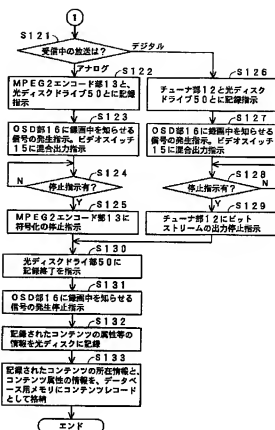 1
S121
受信中の放送は?
デジタル
アナログ
S122
MPEG2エンコード部13と、
光ディスクドライブ50とに記録
指示
S123
OSD部16に録画中を知らせる
信号の発生指示。ビデオスイッチ
15に混合出力指示
S124
停止指示有?
N
Y
S125
MPEG2エンコード部13に
符号化の停止指示
S126
チューナ部12と光ディスク
ドライブ50とに記録指示
S127
OSD部16に録画中を知らせる
信号の発生指示。ビデオスイッチ
15に混合出力指示
S128
停止指示有?
N
Y
S129
チューナ部12にビット
ストリームの出力停止指示
S130
光ディスクドライブ部50に
記録終了を指示
S131
OSD部16に録画中を知らせる
信号の発生停止指示
S132
記録されたコンテンツの属性等の
情報を光ディスクに記録
S133
記録されたコンテンツの所在情報と、
コンテンツ属性の情報を、データベ
ース用メモリにコンテンツレコード
として格納
エンド